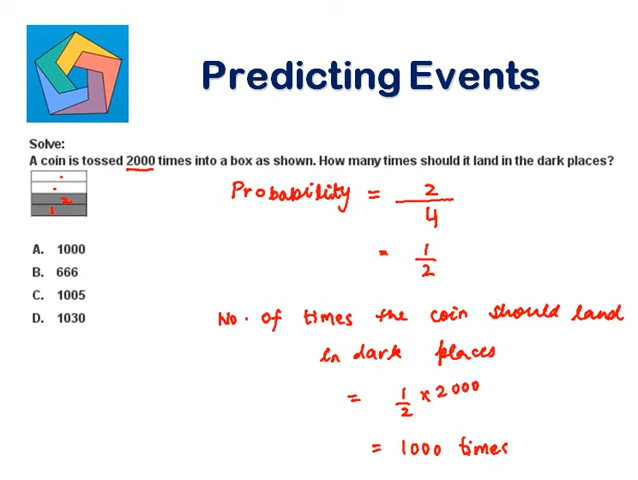 Predicting Events
Solve:
A coin is tossed 2000 times into a box as shown. How many times should it land in the dark places?
2
1
Probability = 2/4
= 1/2
A. 1000
B. 666
C. 1005
D. 1030
No. of times the coin should land
in dark places
= 1/2 × 2000
= 1000 times